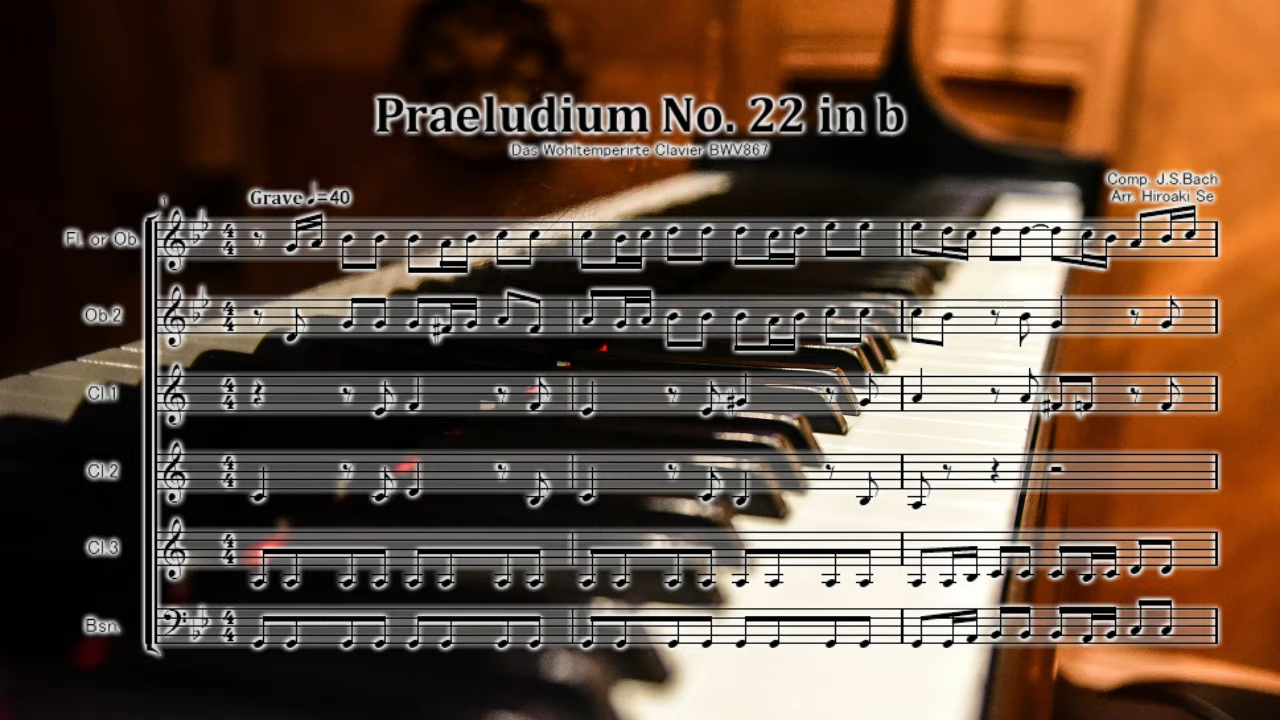 Praeludium No. 22 in b
Das Wohltemperirte Clavier BWV867
Comp. J.S.Bach
Arr. Hiroaki Se
1
Grave ♩=40
Fl. or Ob.
Ob.2
Cl.1
Cl.2
Cl.3
Bsn.